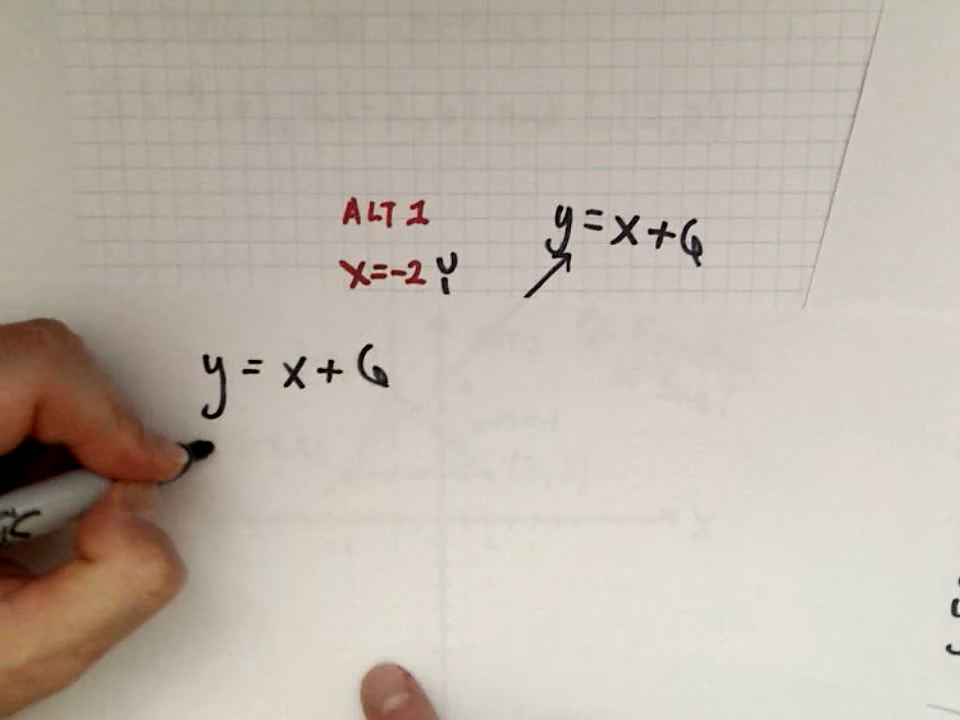 ALT 1
y=x+6
x=-2
y = x + 6